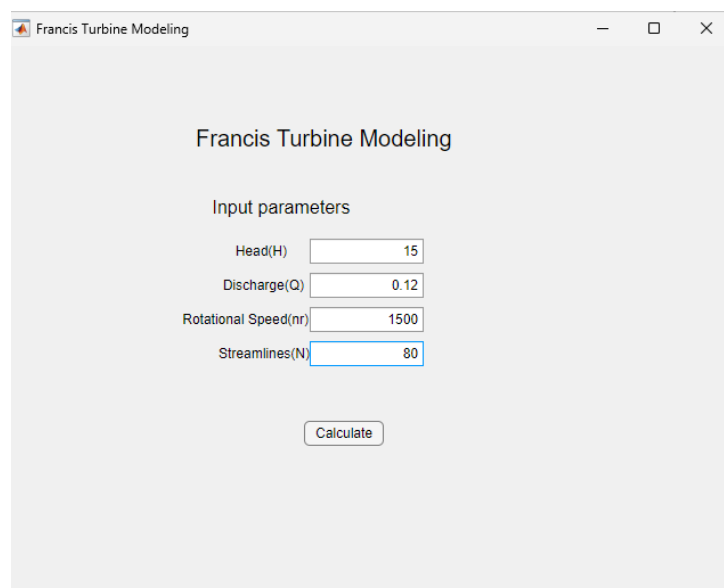 Francis Turbine Modeling
Francis Turbine Modeling
Input parameters
Head(H) 15
Discharge(Q) 0.12
Rotational Speed(nr) 1500
Streamlines(N) 80
Calculate